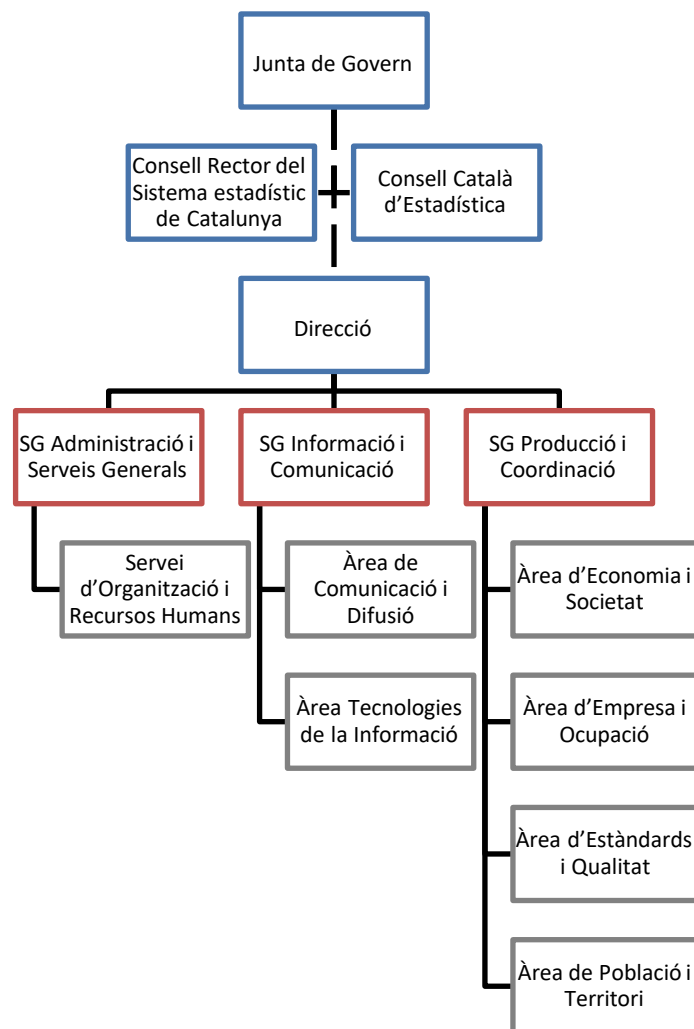 Junta de Govern
Consell Rector del
Sistema estadístic
de Catalunya
Consell Català
d’Estadística
Direcció
SG Administració i
Serveis Generals
SG Informació i
Comunicació
SG Producció i
Coordinació
Servei
d’Organització i
Recursos Humans
Àrea de
Comunicació i
Difusió
Àrea d’Economia i
Societat
Àrea Tecnologies
de la Informació
Àrea d’Empresa i
Ocupació
Àrea d’Estàndards
i Qualitat
Àrea de Població i
Territori